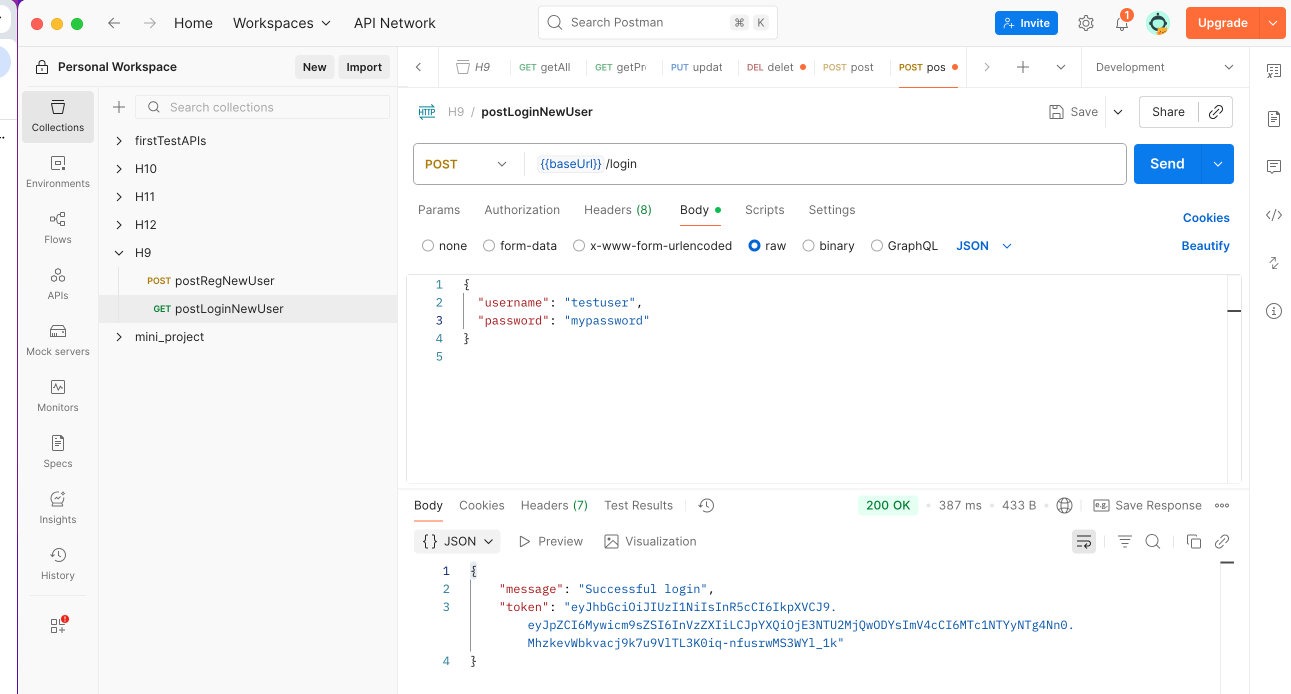 Home Workspaces API Network Search Postman ⌘ K Invite 1 Upgrade
Personal Workspace New Import
H9 GET getAll GET getPr PUT updat DEL delet POST post POST pos Development
Collections
Environments
Flows
APIs
Mock servers
Monitors
Specs
Insights
History
Search collections
firstTestAPIs
H10
H11
H12
H9
POST postRegNewUser
GET postLoginNewUser
mini_project
HTTP H9 / postLoginNewUser Save Share
POST {{baseUrl}} /login Send
Params Authorization Headers (8) Body Scripts Settings Cookies
none form-data x-www-form-urlencoded raw binary GraphQL JSON Beautify
1 {
2 "username": "testuser",
3 "password": "mypassword"
4 }
5
Body Cookies Headers (7) Test Results 200 OK • 387 ms • 433 B • e.g. Save Response
{} JSON Preview Visualization
1 {
2 "message": "Successful login",
3 "token": "eyJhbGciOiJIUzI1NiIsInR5cCI6IkpXVCJ9.
eyJpZCI6Mywicm9sZSI6InVzZXIiLCJpYXQiOjE3NTU2MjQwODYsImV4cCI6MTc1NTYyNTg4Nn0.
MhzkevWbkvacj9k7u9VlTL3K0iq-nfusrwMS3WYl_1k"
4 }